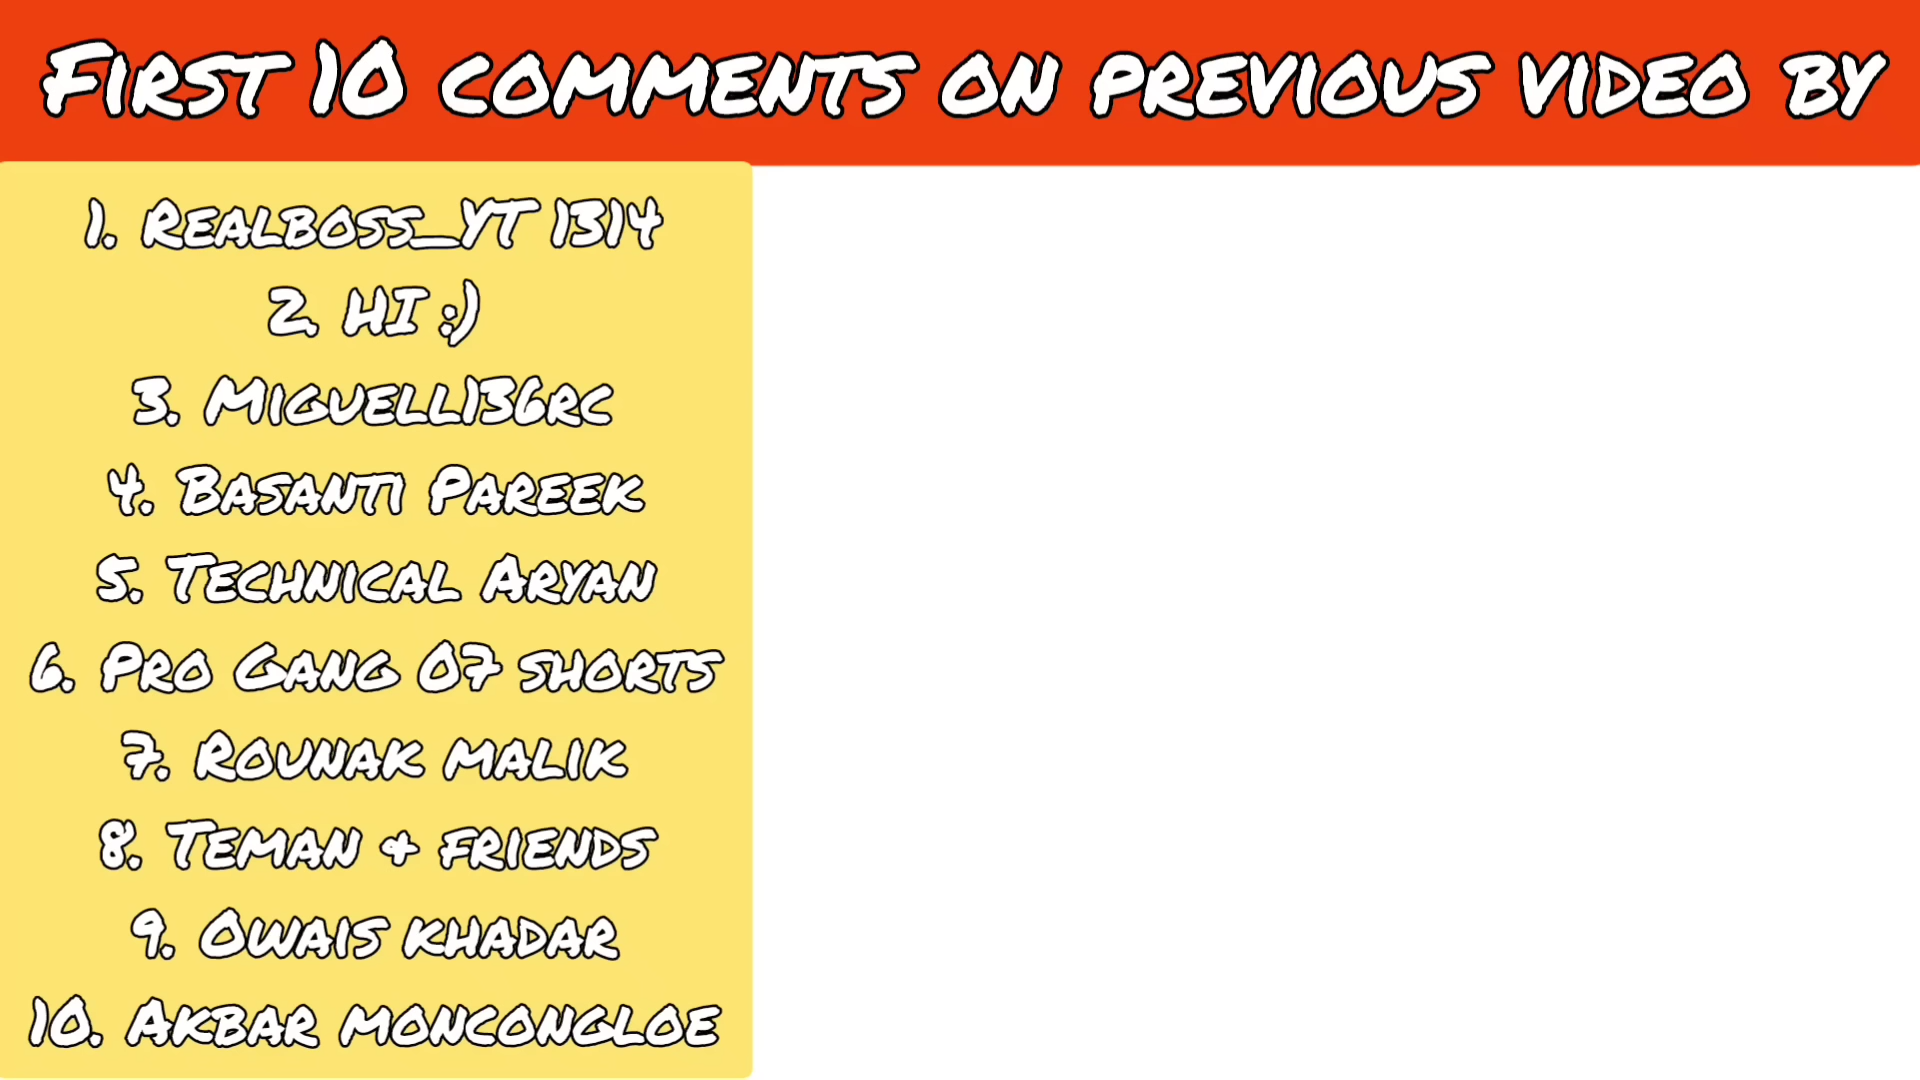 First 10 comments on previous video by
1. Realboss_YT 1314
2. HI :)
3. Miguell136rc
4. Basanti Pareek
5. Technical Aryan
6. Pro Gang 07 shorts
7. Rounak malik
8. Teman & friends
9. Owais khadar
10. Akbar moncongloe